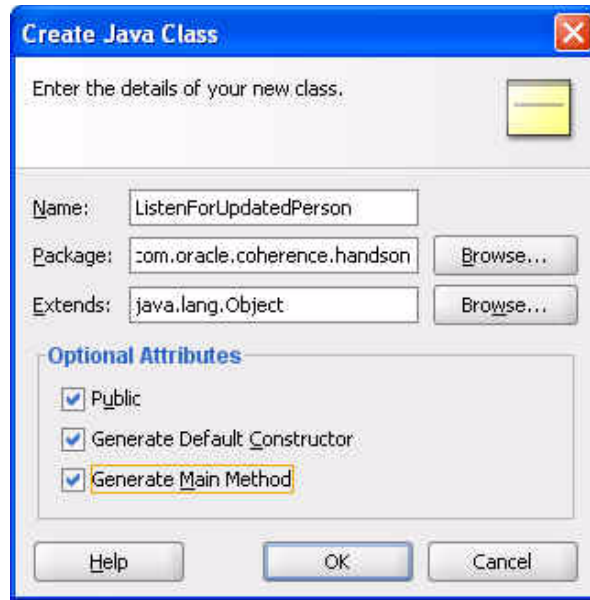 Create Java Class
Enter the details of your new class.
Name: ListenForUpdatedPerson
Package: com.oracle.coherence.handson Browse...
Extends: java.lang.Object Browse...
Optional Attributes
Public
Generate Default Constructor
Generate Main Method
Help OK Cancel